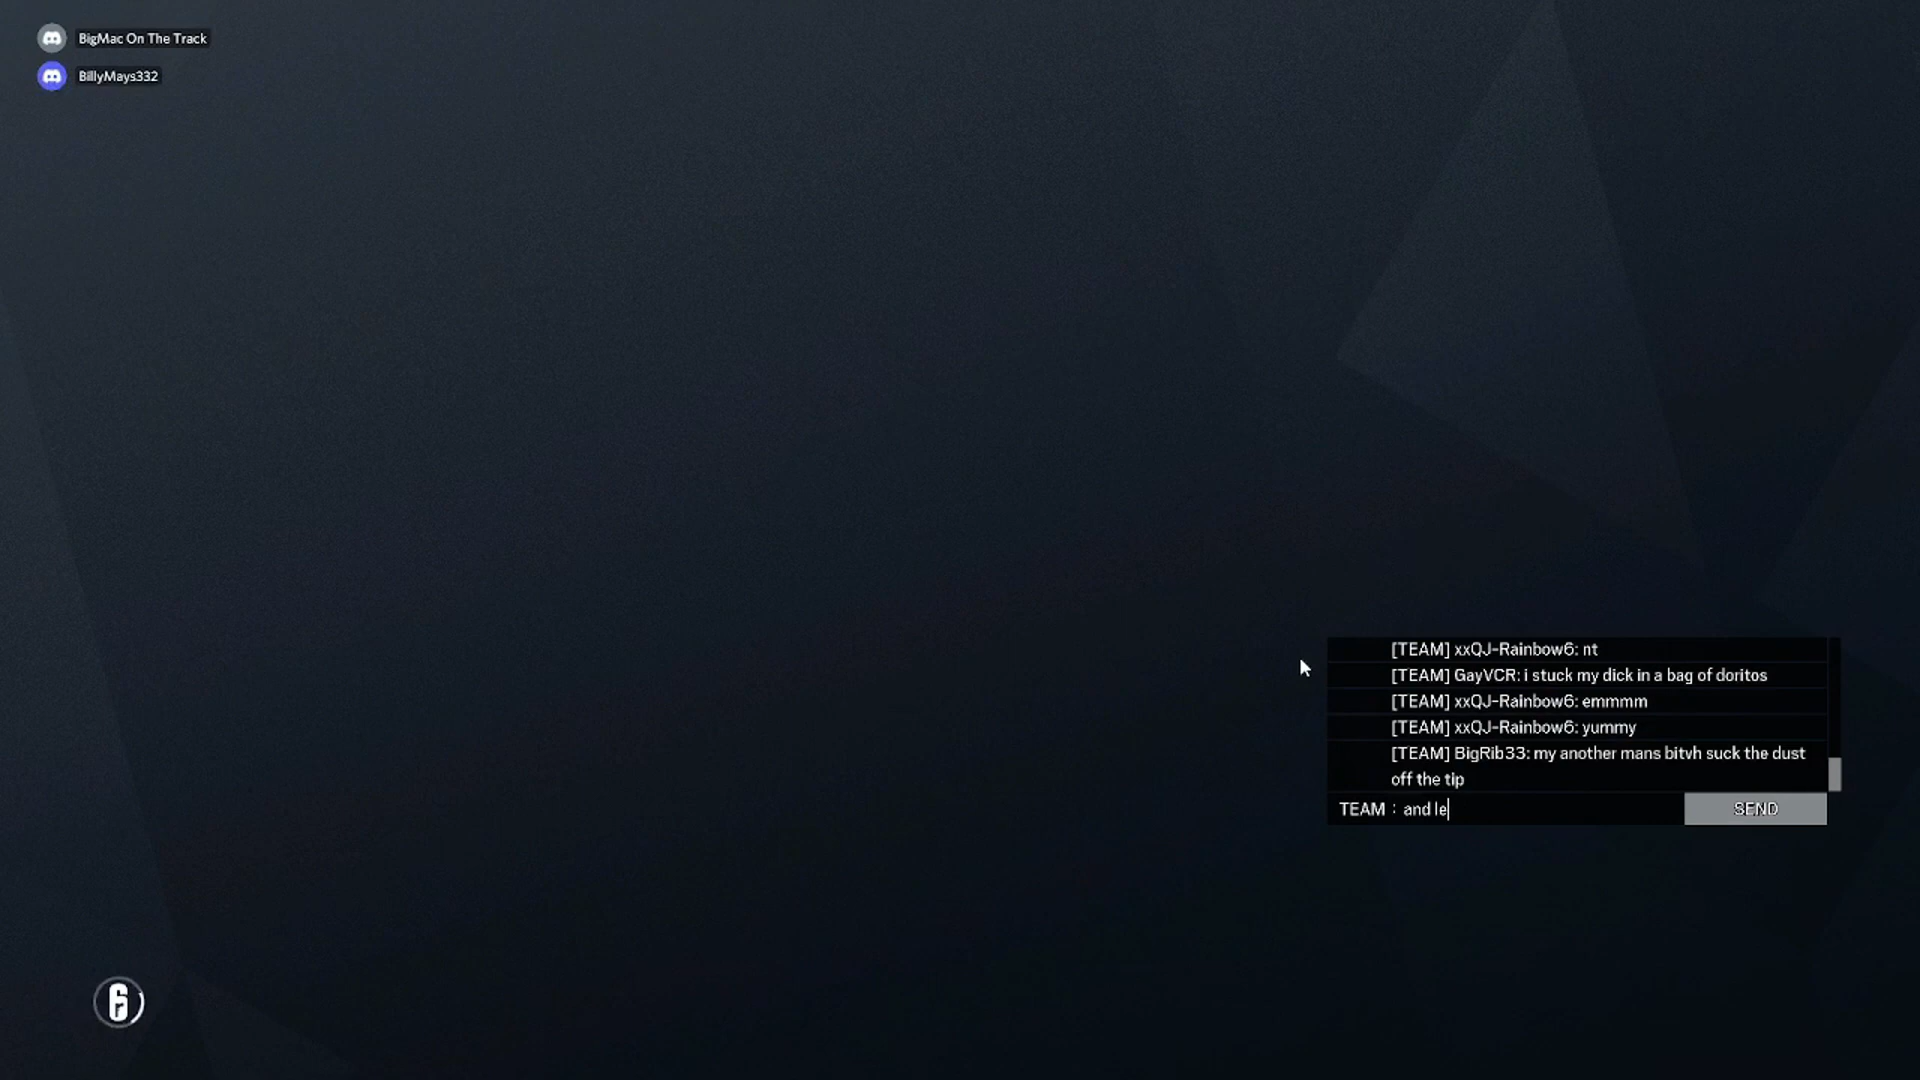 BigMac On The Track
BillyMays332
[TEAM] xxQJ-Rainbow6: nt
[TEAM] GayVCR: i stuck my dick in a bag of doritos
[TEAM] xxQJ-Rainbow6: emmmm
[TEAM] xxQJ-Rainbow6: yummy
[TEAM] BigRib33: my another mans bitvh suck the dust
off the tip
TEAM : and le
SEND
6